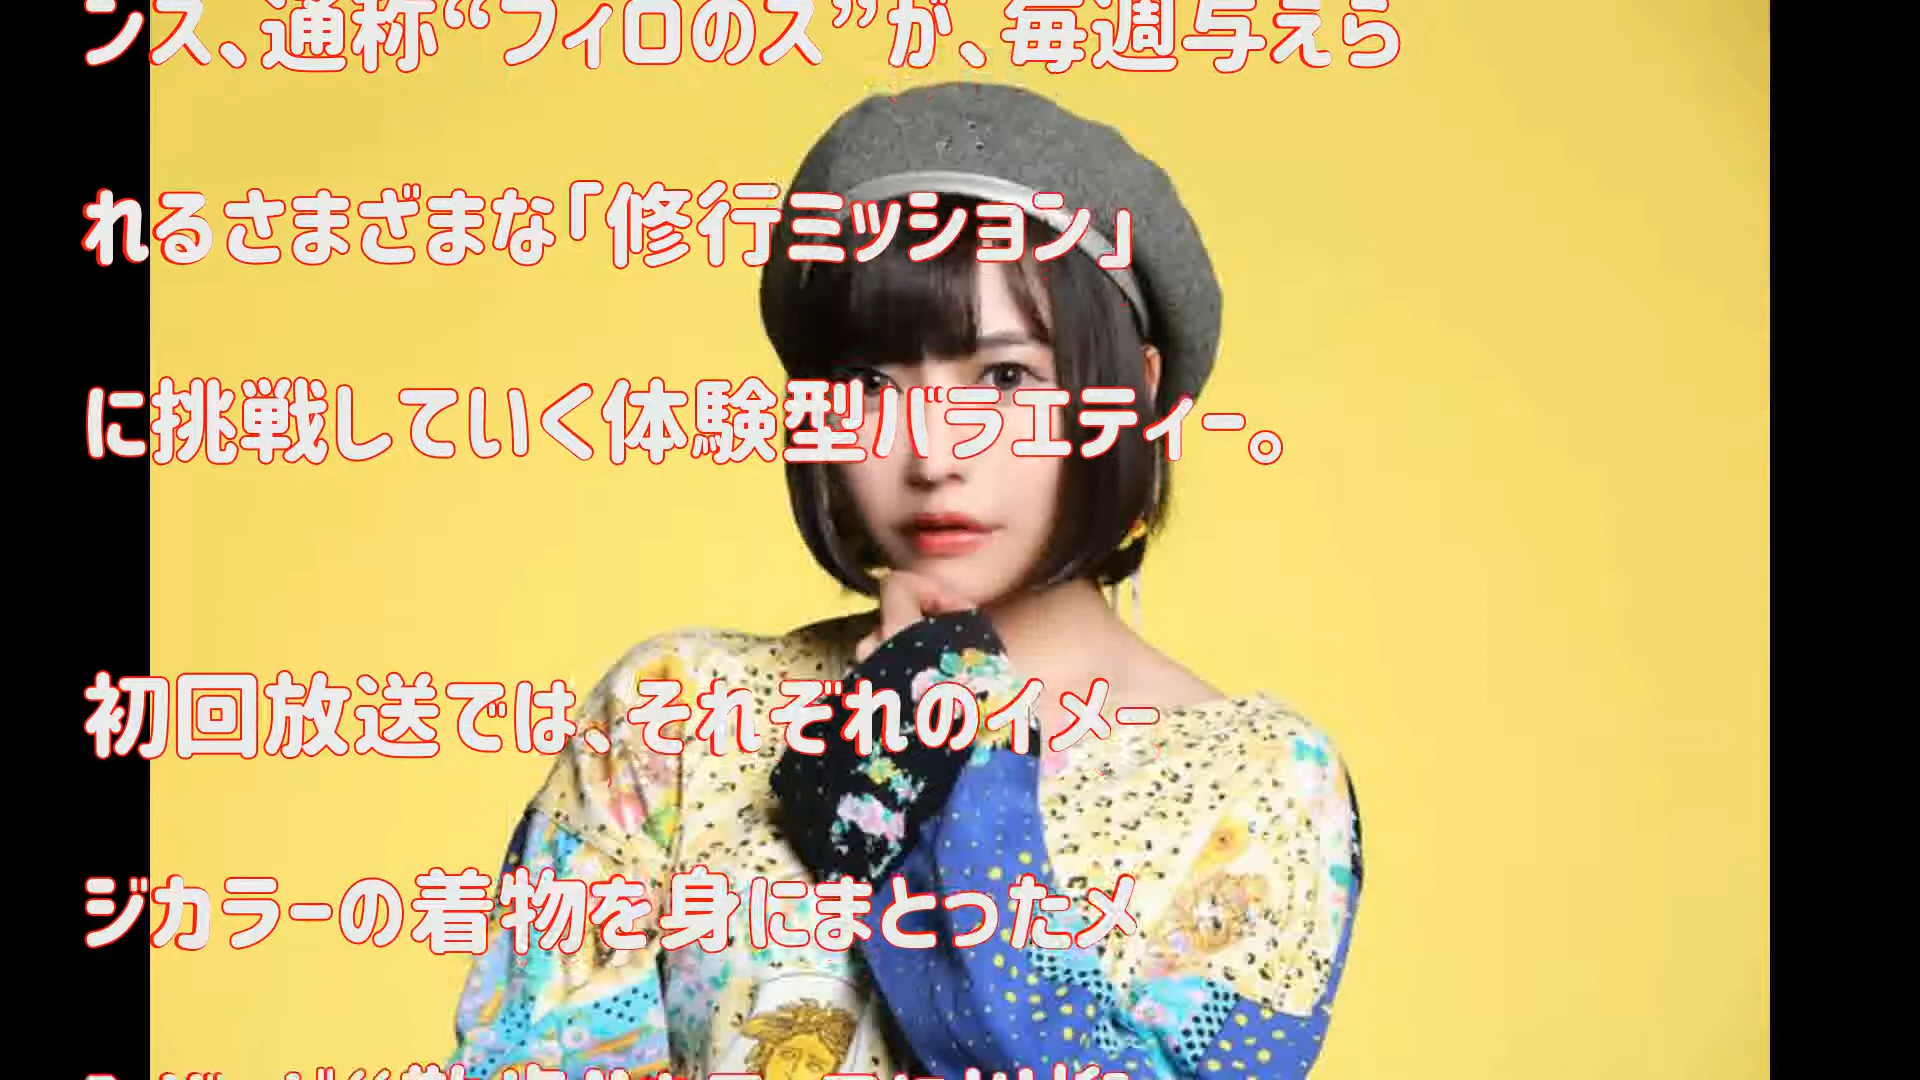 ンス、通称“フィロのス”が、毎週与えら
れるさまざまな「修行ミッション」
に挑戦していく体験型バラエティー。
初回放送では、それぞれのイメー
ジカラーの着物を身にまとったメ